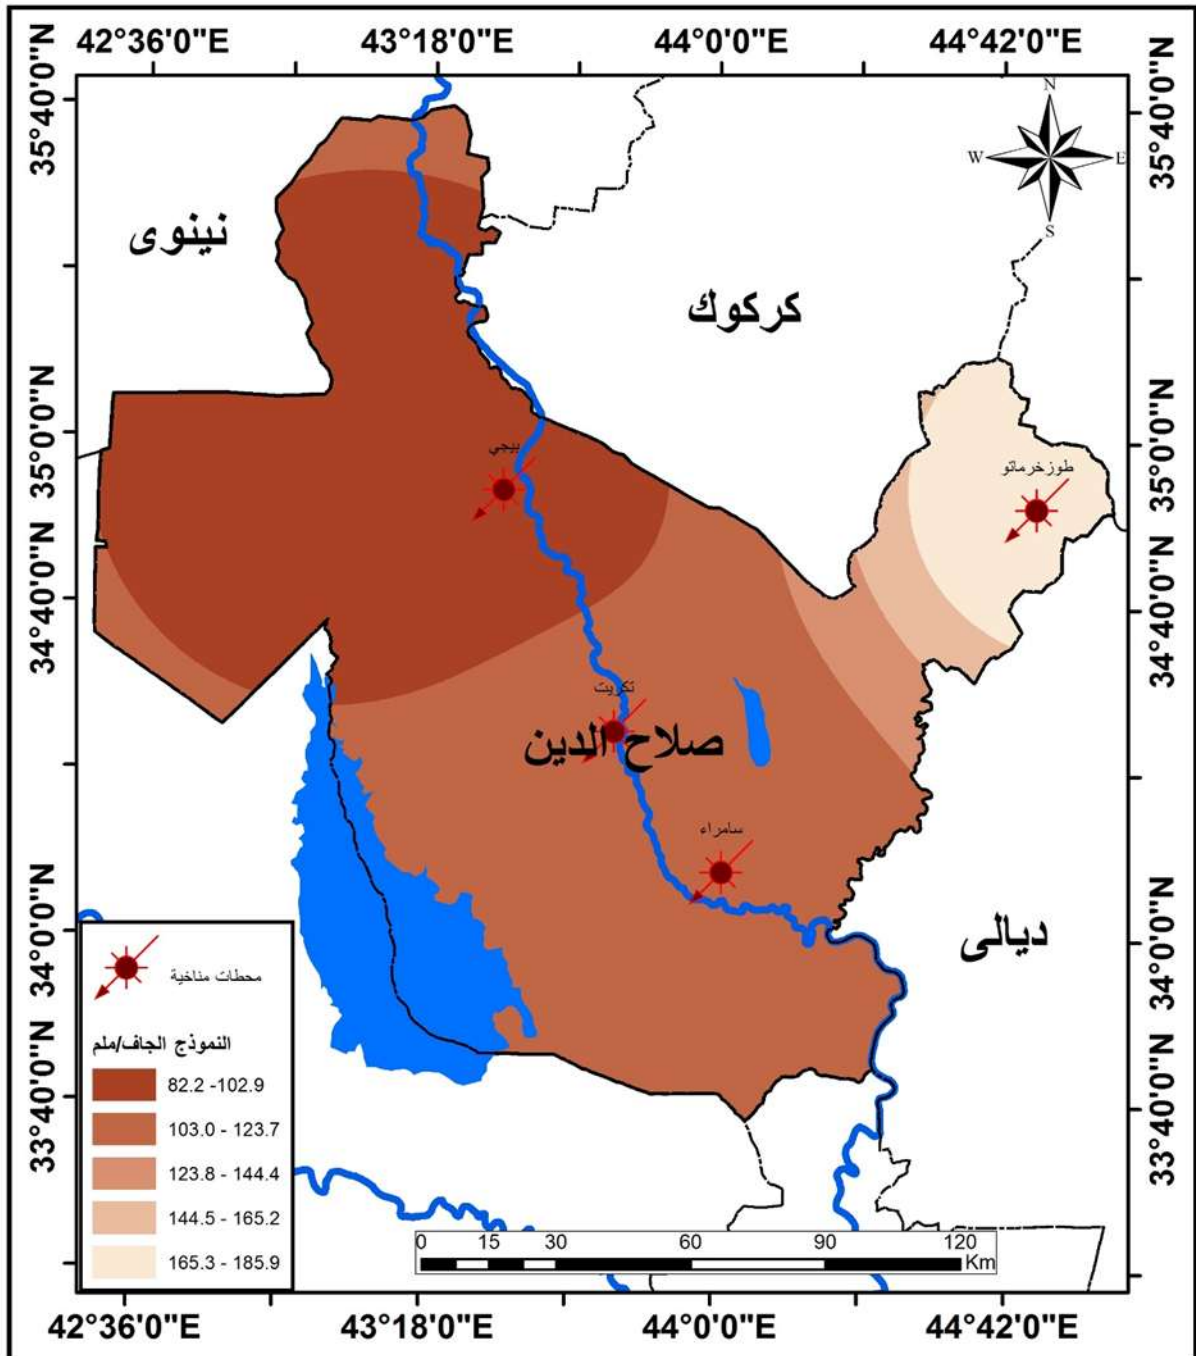 42°36'0"E 43°18'0"E 44°0'0"E 44°42'0"E
35°40'0"N
35°0'0"N
34°40'0"N
34°0'0"N
33°40'0"N
35°40'0"N
35°0'0"N
34°40'0"N
34°0'0"N
33°40'0"N
N
W E
S
نينوى
كركوك
بيجي
طوزخرماتو
تكريت
صلاح الدين
سامراء
ديالى
محطات مناخية
النموذج الجاف/ملم
82.2 -102.9
103.0 - 123.7
123.8 - 144.4
144.5 - 165.2
165.3 - 185.9
0 15 30 60 90 120
Km
42°36'0"E 43°18'0"E 44°0'0"E 44°42'0"E